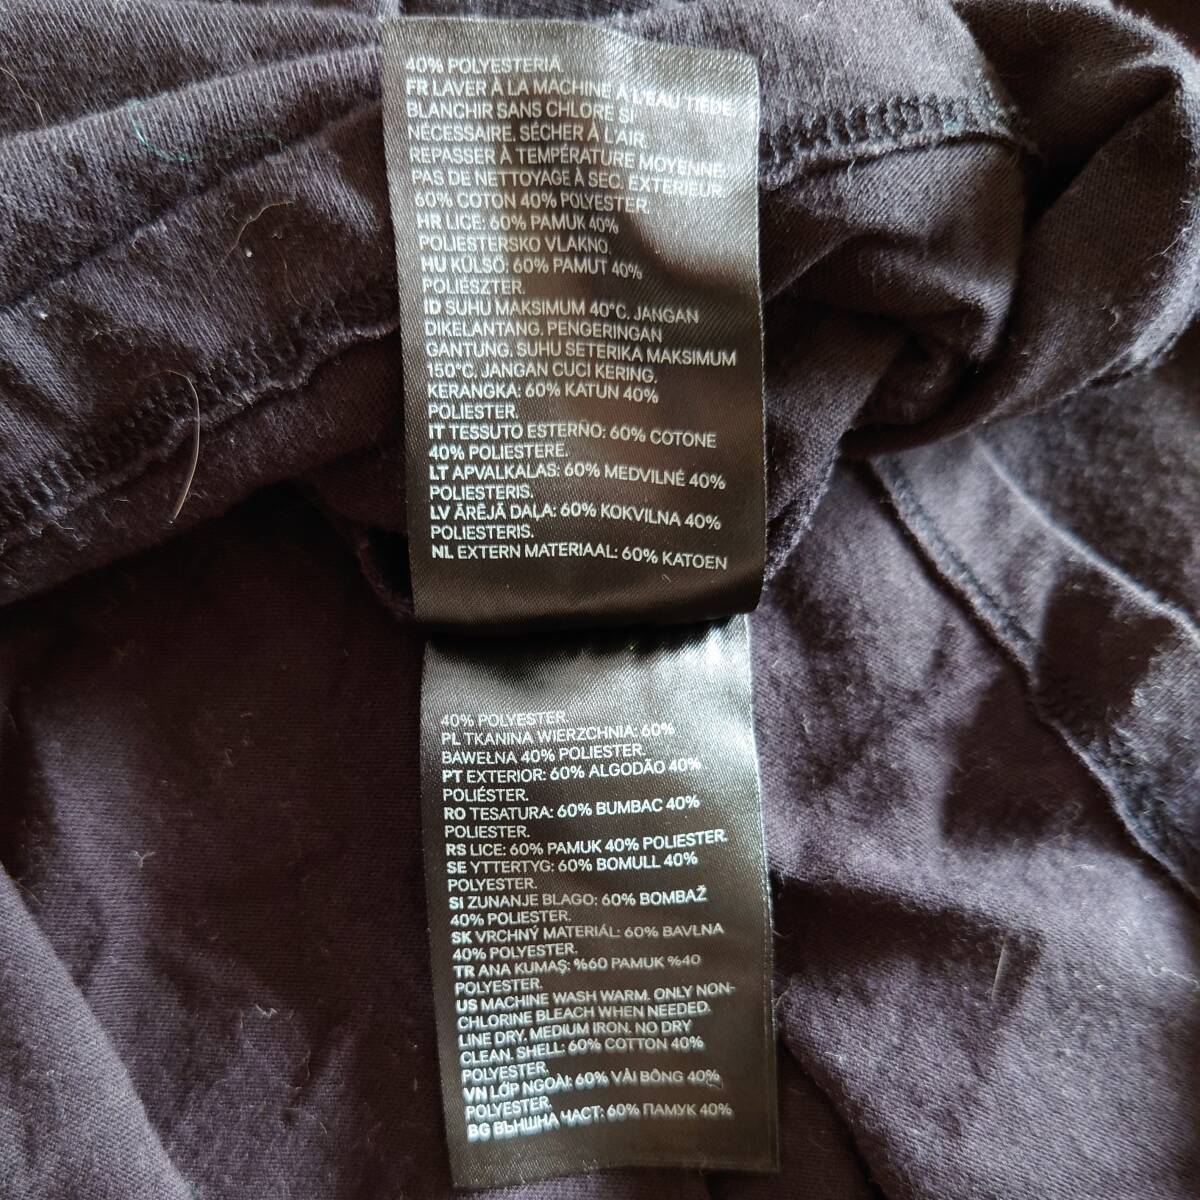 40% POLYESTERIA
FR LAVER À LA MACHINE À L'EAU TIÈDE.
BLANCHIR SANS CHLORE SI
NÉCESSAIRE. SÉCHER À L'AIR.
REPASSER À TEMPÉRATURE MOYENNE.
PAS DE NETTOYAGE À SEC. EXTÉRIEUR:
60% COTON 40% POLYESTER.
HR LICE: 60% PAMUK 40%
POLIESTERSKO VLAKNO.
HU KÜLSŐ: 60% PAMUT 40%
POLIÉSZTER.
ID SUHU MAKSIMUM 40°C. JANGAN
DIKELANTANG. PENGERINGAN
GANTUNG. SUHU SETERIKA MAKSIMUM
150°C. JANGAN CUCI KERING.
KERANGKA: 60% KATUN 40%
POLIESTER.
IT TESSUTO ESTERNO: 60% COTONE
40% POLIESTERE.
LT APVALKALAS: 60% MEDVILNĖ 40%
POLIESTERIS.
LV ĀRĒJĀ DAĻA: 60% KOKVILNA 40%
POLIESTERIS.
NL EXTERN MATERIAAL: 60% KATOEN
40% POLYESTER.
PL TKANINA WIERZCHNIA: 60%
BAWEŁNA 40% POLIESTER.
PT EXTERIOR: 60% ALGODÃO 40%
POLIÉSTER.
RO TESATURA: 60% BUMBAC 40%
POLIESTER.
RS LICE: 60% PAMUK 40% POLIESTER.
SE YTTERTYG: 60% BOMULL 40%
POLYESTER.
SI ZUNANJE BLAGO: 60% BOMBAŽ
40% POLIESTER.
SK VRCHNÝ MATERIÁL: 60% BAVLNA
40% POLYESTER.
TR ANA KUMAŞ: %60 PAMUK %40
POLYESTER.
US MACHINE WASH WARM. ONLY NON-
CHLORINE BLEACH WHEN NEEDED.
LINE DRY. MEDIUM IRON. NO DRY
CLEAN. SHELL: 60% COTTON 40%
POLYESTER.
VN LỚP NGOÀI: 60% VẢI BÔNG 40%
POLYESTER.
BG ВЪНШНА ЧАСТ: 60% ПАМУК 40%